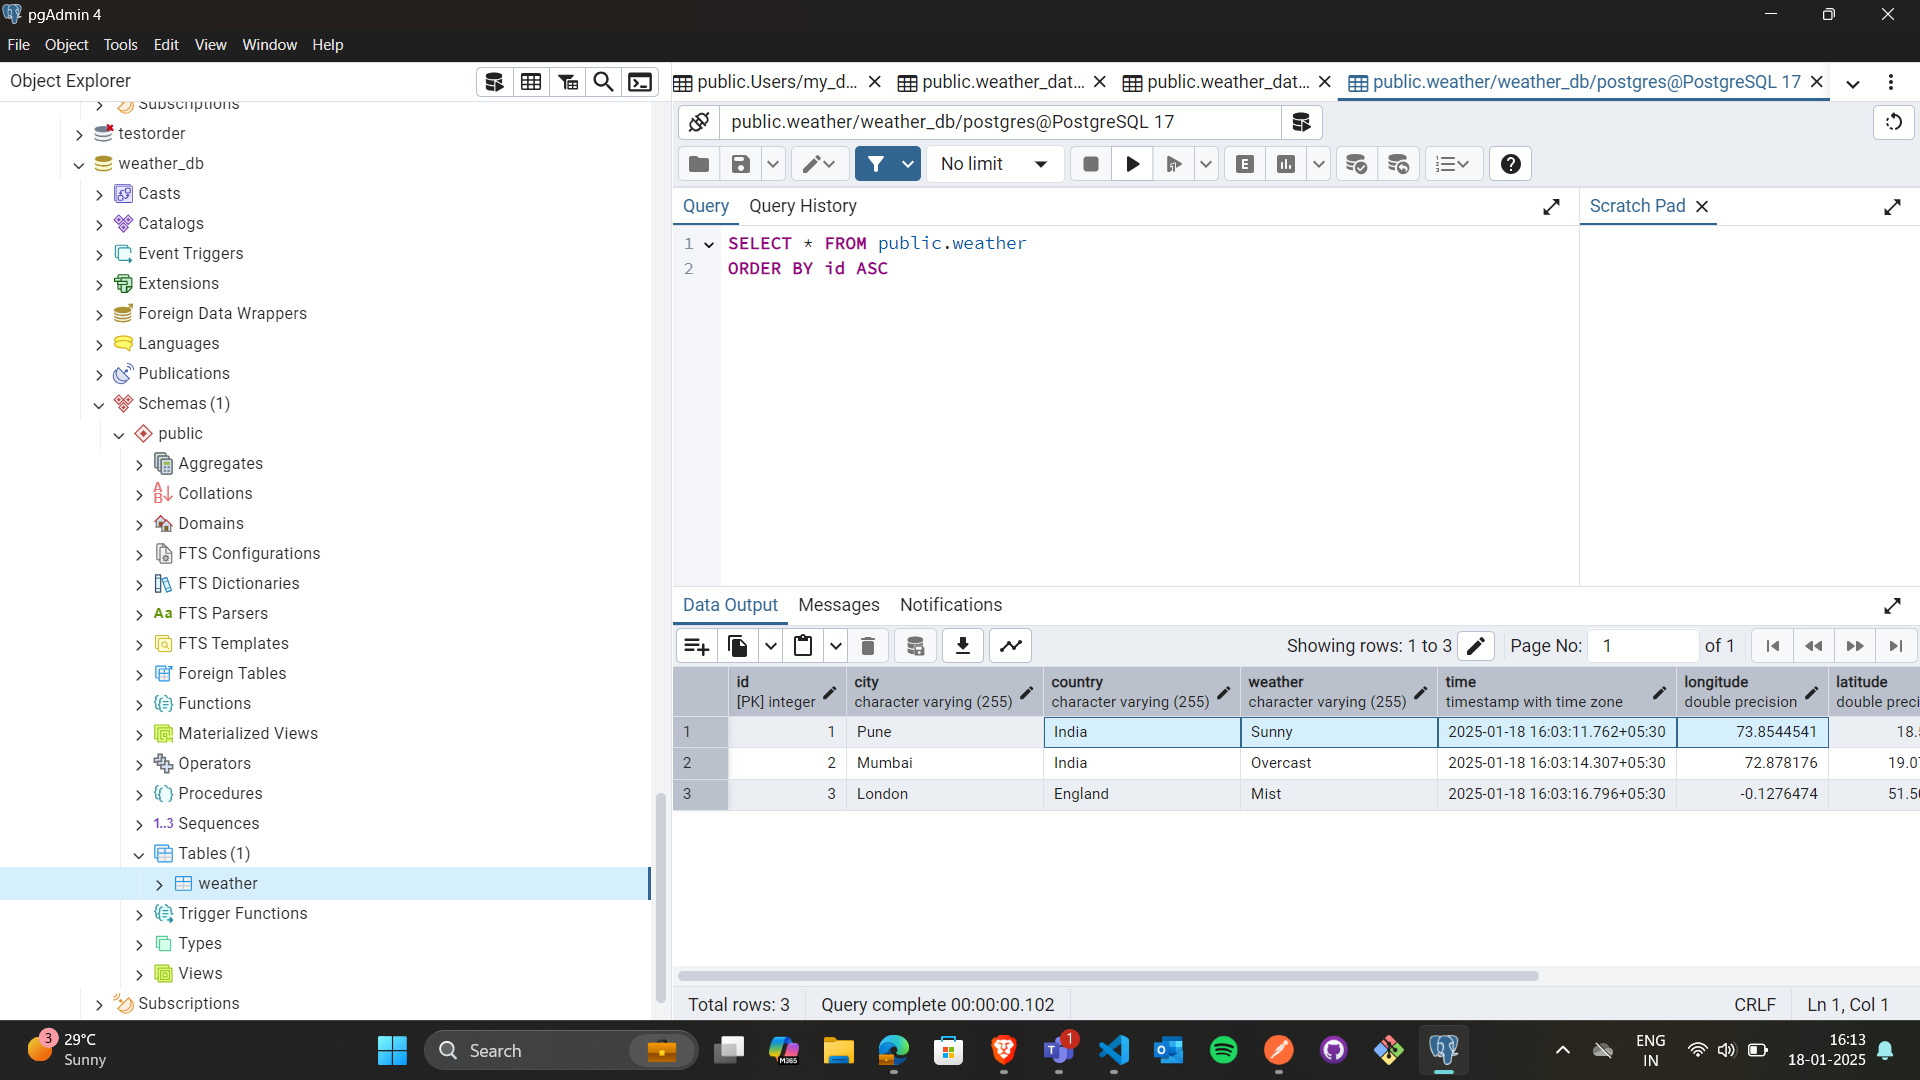 pgAdmin 4
File Object Tools Edit View Window Help
Object Explorer
public.Users/my_d...
public.weather_dat...
public.weather_dat...
public.weather/weather_db/postgres@PostgreSQL 17
Subscriptions
testorder
weather_db
Casts
Catalogs
Event Triggers
Extensions
Foreign Data Wrappers
Languages
Publications
Schemas (1)
public
Aggregates
Collations
Domains
FTS Configurations
FTS Dictionaries
Aa FTS Parsers
FTS Templates
Foreign Tables
Functions
Materialized Views
Operators
Procedures
1..3 Sequences
Tables (1)
weather
Trigger Functions
Types
Views
Subscriptions
public.weather/weather_db/postgres@PostgreSQL 17
No limit
E
Query Query History
Scratch Pad
1 SELECT * FROM public.weather
2 ORDER BY id ASC
Data Output Messages Notifications
Showing rows: 1 to 3 Page No: 1 of 1
id city country weather time longitude latitude
[PK] integer character varying (255) character varying (255) character varying (255) timestamp with time zone double precision double preci
1 1 Pune India Sunny 2025-01-18 16:03:11.762+05:30 73.8544541 18.
2 2 Mumbai India Overcast 2025-01-18 16:03:14.307+05:30 72.878176 19.0
3 3 London England Mist 2025-01-18 16:03:16.796+05:30 -0.1276474 51.5
Total rows: 3 Query complete 00:00:00.102 CRLF Ln 1, Col 1
3 29°C
Sunny
Search
M365
1
ENG
IN
16:13
18-01-2025